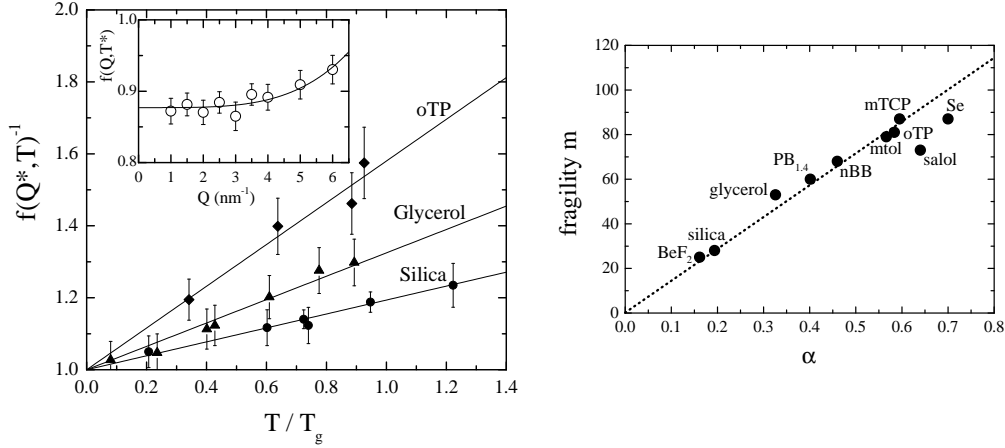 2.0
1.8
1.6
1.4
1.2
1.0
f(Q*,T)⁻¹
0.0 0.2 0.4 0.6 0.8 1.0 1.2 1.4
T / Tg
oTP
Glycerol
Silica
1.0
0.9
0.8
f(Q,T*)
0 1 2 3 4 5 6
Q (nm⁻¹)
120
100
80
60
40
20
0
fragility m
mTCP
Se
oTP
mtol
salol
PB1.4
nBB
glycerol
silica
BeF2
0.0 0.1 0.2 0.3 0.4 0.5 0.6 0.7 0.8
α